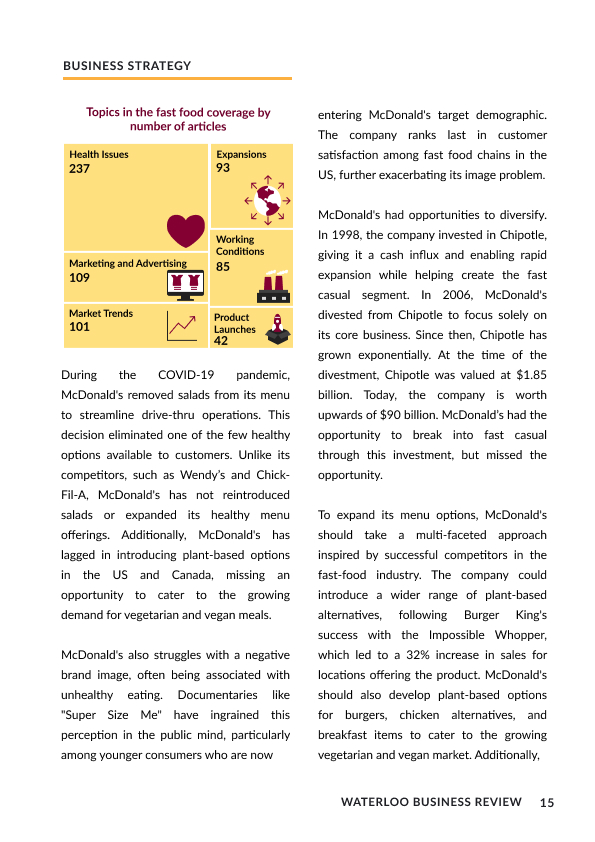 BUSINESS STRATEGY
Topics in the fast food coverage by
number of articles
Health Issues
237
Expansions
93
Working
Conditions
85
Marketing and Advertising
109
Market Trends
101
Product
Launches
42
During the COVID-19 pandemic,
McDonald's removed salads from its menu
to streamline drive-thru operations. This
decision eliminated one of the few healthy
options available to customers. Unlike its
competitors, such as Wendy's and Chick-
Fil-A, McDonald's has not reintroduced
salads or expanded its healthy menu
offerings. Additionally, McDonald's has
lagged in introducing plant-based options
in the US and Canada, missing an
opportunity to cater to the growing
demand for vegetarian and vegan meals.
McDonald's also struggles with a negative
brand image, often being associated with
unhealthy eating. Documentaries like
"Super Size Me" have ingrained this
perception in the public mind, particularly
among younger consumers who are now
entering McDonald's target demographic.
The company ranks last in customer
satisfaction among fast food chains in the
US, further exacerbating its image problem.
McDonald's had opportunities to diversify.
In 1998, the company invested in Chipotle,
giving it a cash influx and enabling rapid
expansion while helping create the fast
casual segment. In 2006, McDonald's
divested from Chipotle to focus solely on
its core business. Since then, Chipotle has
grown exponentially. At the time of the
divestment, Chipotle was valued at $1.85
billion. Today, the company is worth
upwards of $90 billion. McDonald's had the
opportunity to break into fast casual
through this investment, but missed the
opportunity.
To expand its menu options, McDonald's
should take a multi-faceted approach
inspired by successful competitors in the
fast-food industry. The company could
introduce a wider range of plant-based
alternatives, following Burger King's
success with the Impossible Whopper,
which led to a 32% increase in sales for
locations offering the product. McDonald's
should also develop plant-based options
for burgers, chicken alternatives, and
breakfast items to cater to the growing
vegetarian and vegan market. Additionally,
WATERLOO BUSINESS REVIEW 15